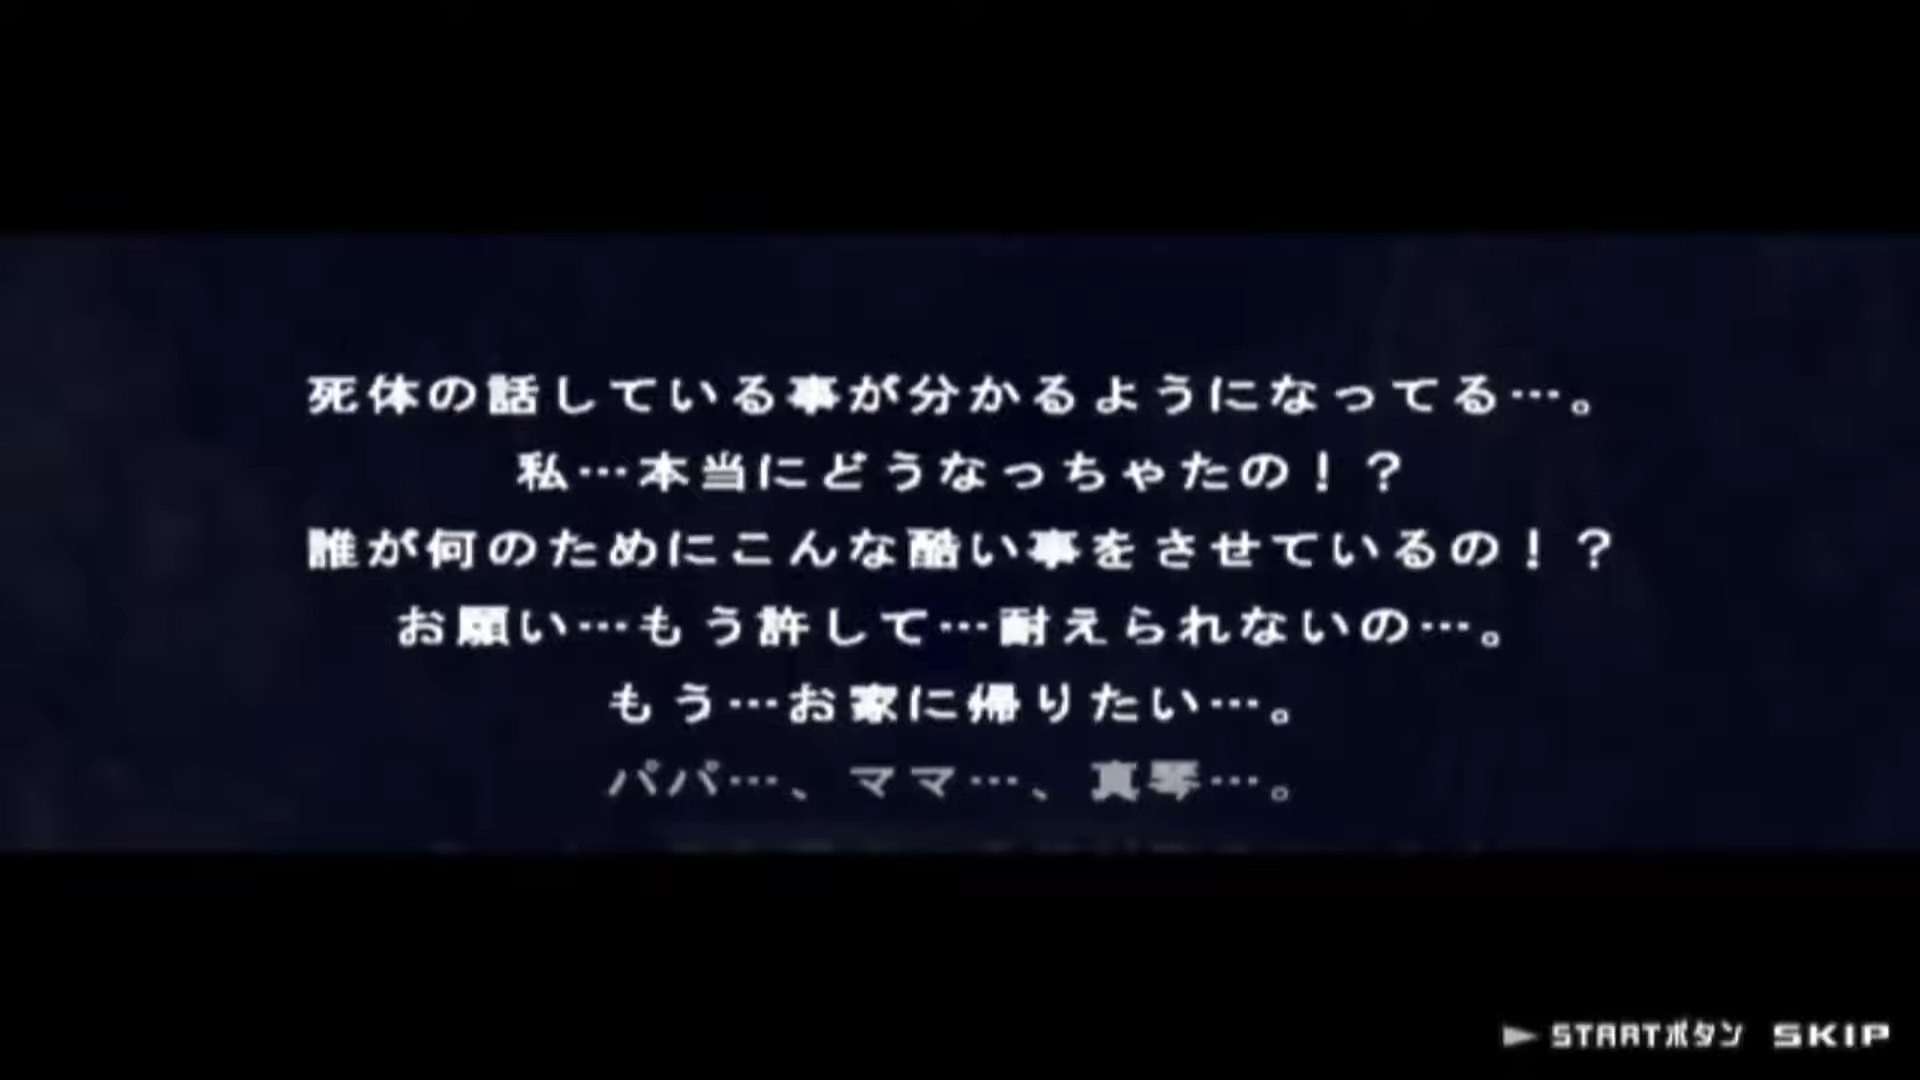 死体の話している事が分かるようになってる…。
私…本当にどうなっちゃたの！？
誰が何のためにこんな酷い事をさせているの！？
お願い…もう許して…耐えられないの…。
もう…お家に帰りたい…。
パパ…、ママ…、真琴…。
STARTボタン SKIP